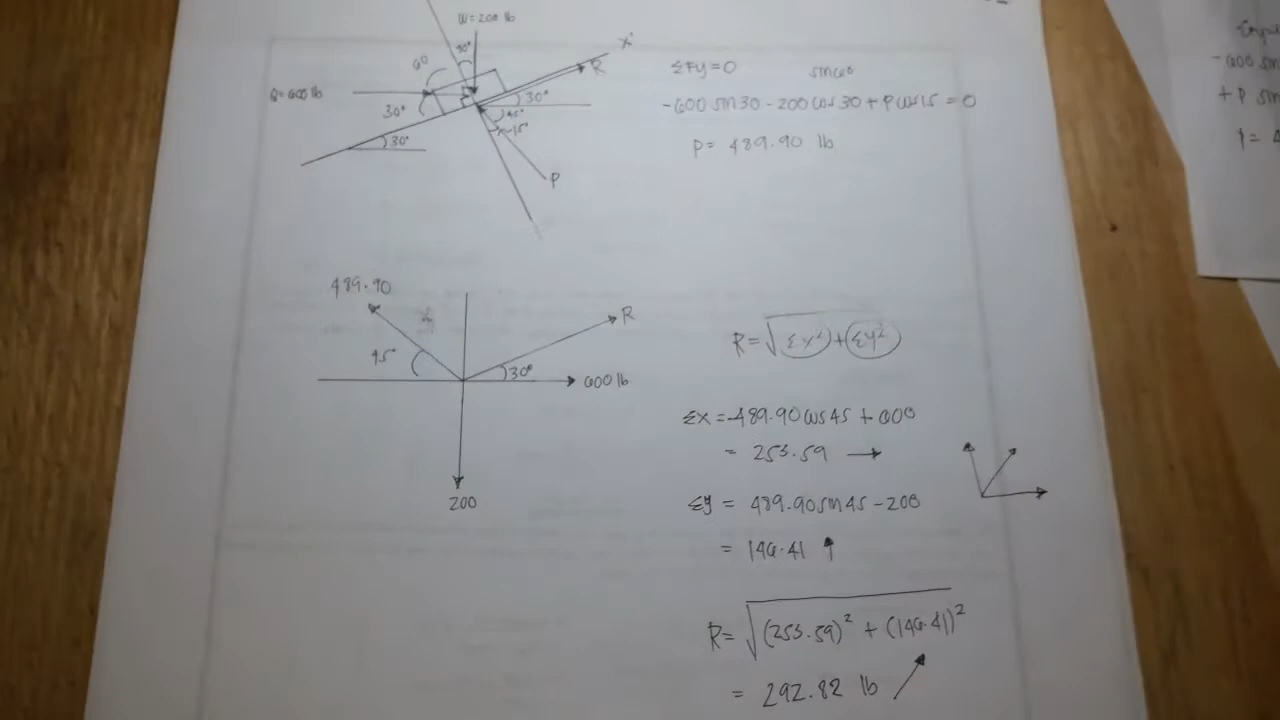 W = 200 lb
X'
R
60°
30°
Q = 600 lb
30°
30°
45°
15°
30°
P
ΣFy = 0
-600 sin 30 - 200 cos 30 + P cos 15 = 0
P = 489.90 lb
489.90
R
45°
30°
600 lb
200
R = √ΣX² + ΣY²
ΣX = -489.90 cos 45 + 600
= 253.59 →
ΣY = 489.90 sin 45 - 200
= 146.41 ↑
R = √(253.59)² + (146.41)²
= 292.82 lb ↗
-600 sin
+ P sin